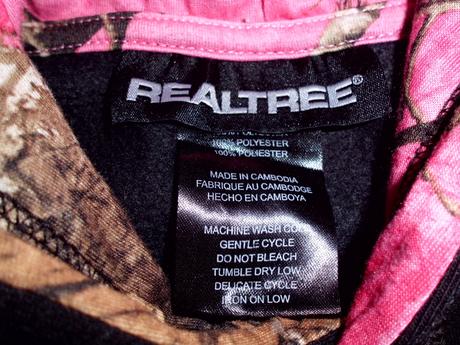 REALTREE®
100% POLYESTER
100% POLIESTER
MADE IN CAMBODIA
FABRIQUE AU CAMBODGE
HECHO EN CAMBOYA
MACHINE WASH COLD
GENTLE CYCLE
DO NOT BLEACH
TUMBLE DRY LOW
DELICATE CYCLE
IRON ON LOW